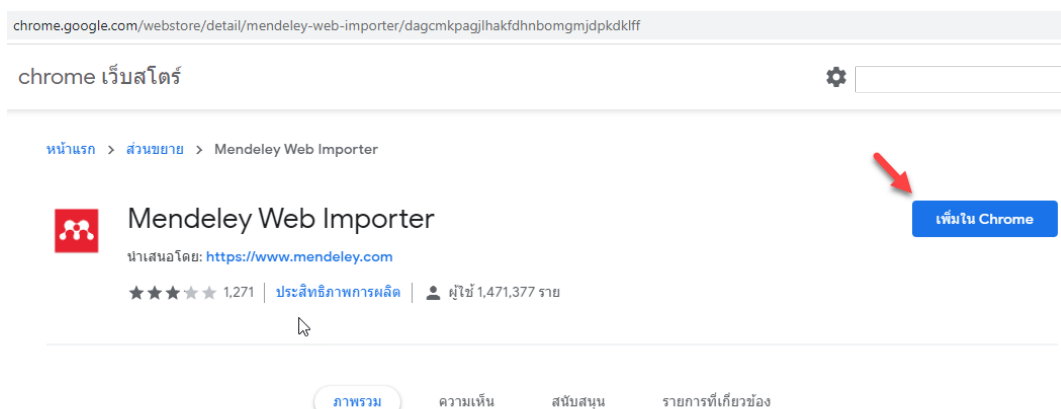 chrome.google.com/webstore/detail/mendeley-web-importer/dagcmkpagjlhakfdhnbomgmjdpkdklff
chrome เว็บสโตร์
หน้าแรก > ส่วนขยาย > Mendeley Web Importer
Mendeley Web Importer
เพิ่มใน Chrome
นำเสนอโดย: https://www.mendeley.com
1,271 | ประสิทธิภาพการผลิต | ผู้ใช้ 1,471,377 ราย
ภาพรวม ความเห็น สนับสนุน รายการที่เกี่ยวข้อง